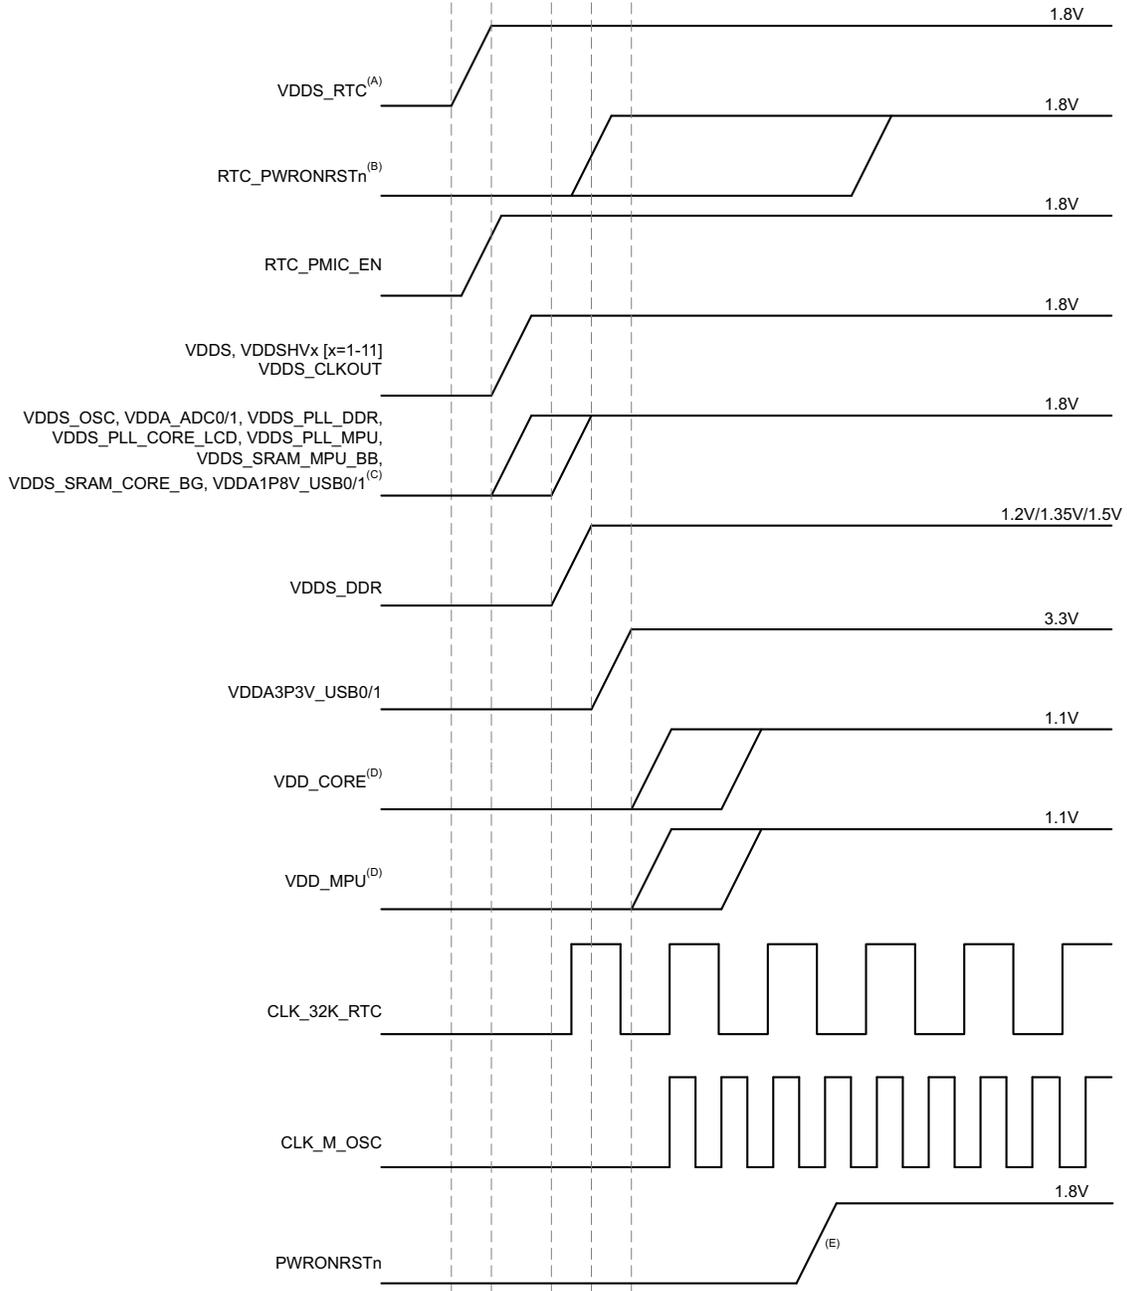 1.8V
VDDS_RTC(A)
1.8V
RTC_PWRONRSTn(B)
1.8V
RTC_PMIC_EN
1.8V
VDDS, VDDSHVx [x=1-11]
VDDS_CLKOUT
1.8V
VDDS_OSC, VDDA_ADC0/1, VDDS_PLL_DDR,
VDDS_PLL_CORE_LCD, VDDS_PLL_MPU,
VDDS_SRAM_MPU_BB,
VDDS_SRAM_CORE_BG, VDDA1P8V_USB0/1(C)
1.2V/1.35V/1.5V
VDDS_DDR
3.3V
VDDA3P3V_USB0/1
1.1V
VDD_CORE(D)
1.1V
VDD_MPU(D)
CLK_32K_RTC
CLK_M_OSC
1.8V
(E)
PWRONRSTn